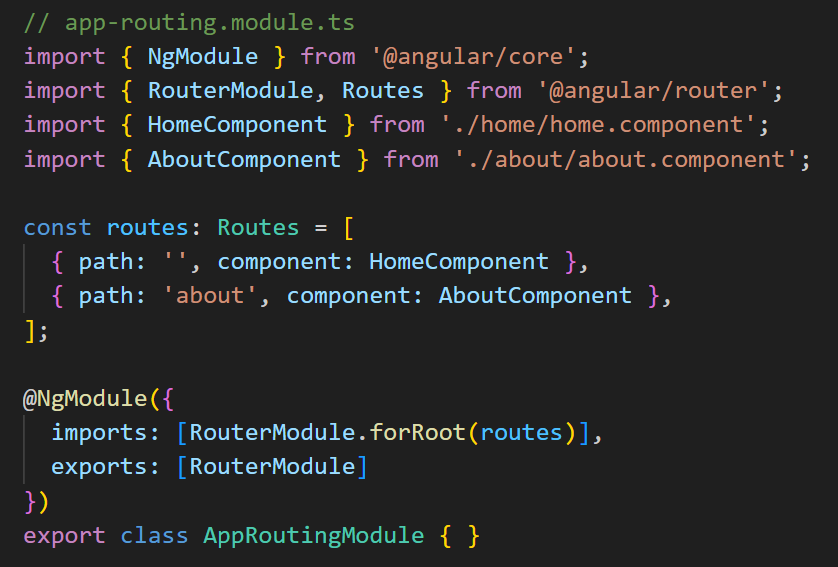 // app-routing.module.ts
import { NgModule } from '@angular/core';
import { RouterModule, Routes } from '@angular/router';
import { HomeComponent } from './home/home.component';
import { AboutComponent } from './about/about.component';

const routes: Routes = [
  { path: '', component: HomeComponent },
  { path: 'about', component: AboutComponent },
];

@NgModule({
  imports: [RouterModule.forRoot(routes)],
  exports: [RouterModule]
})
export class AppRoutingModule { }